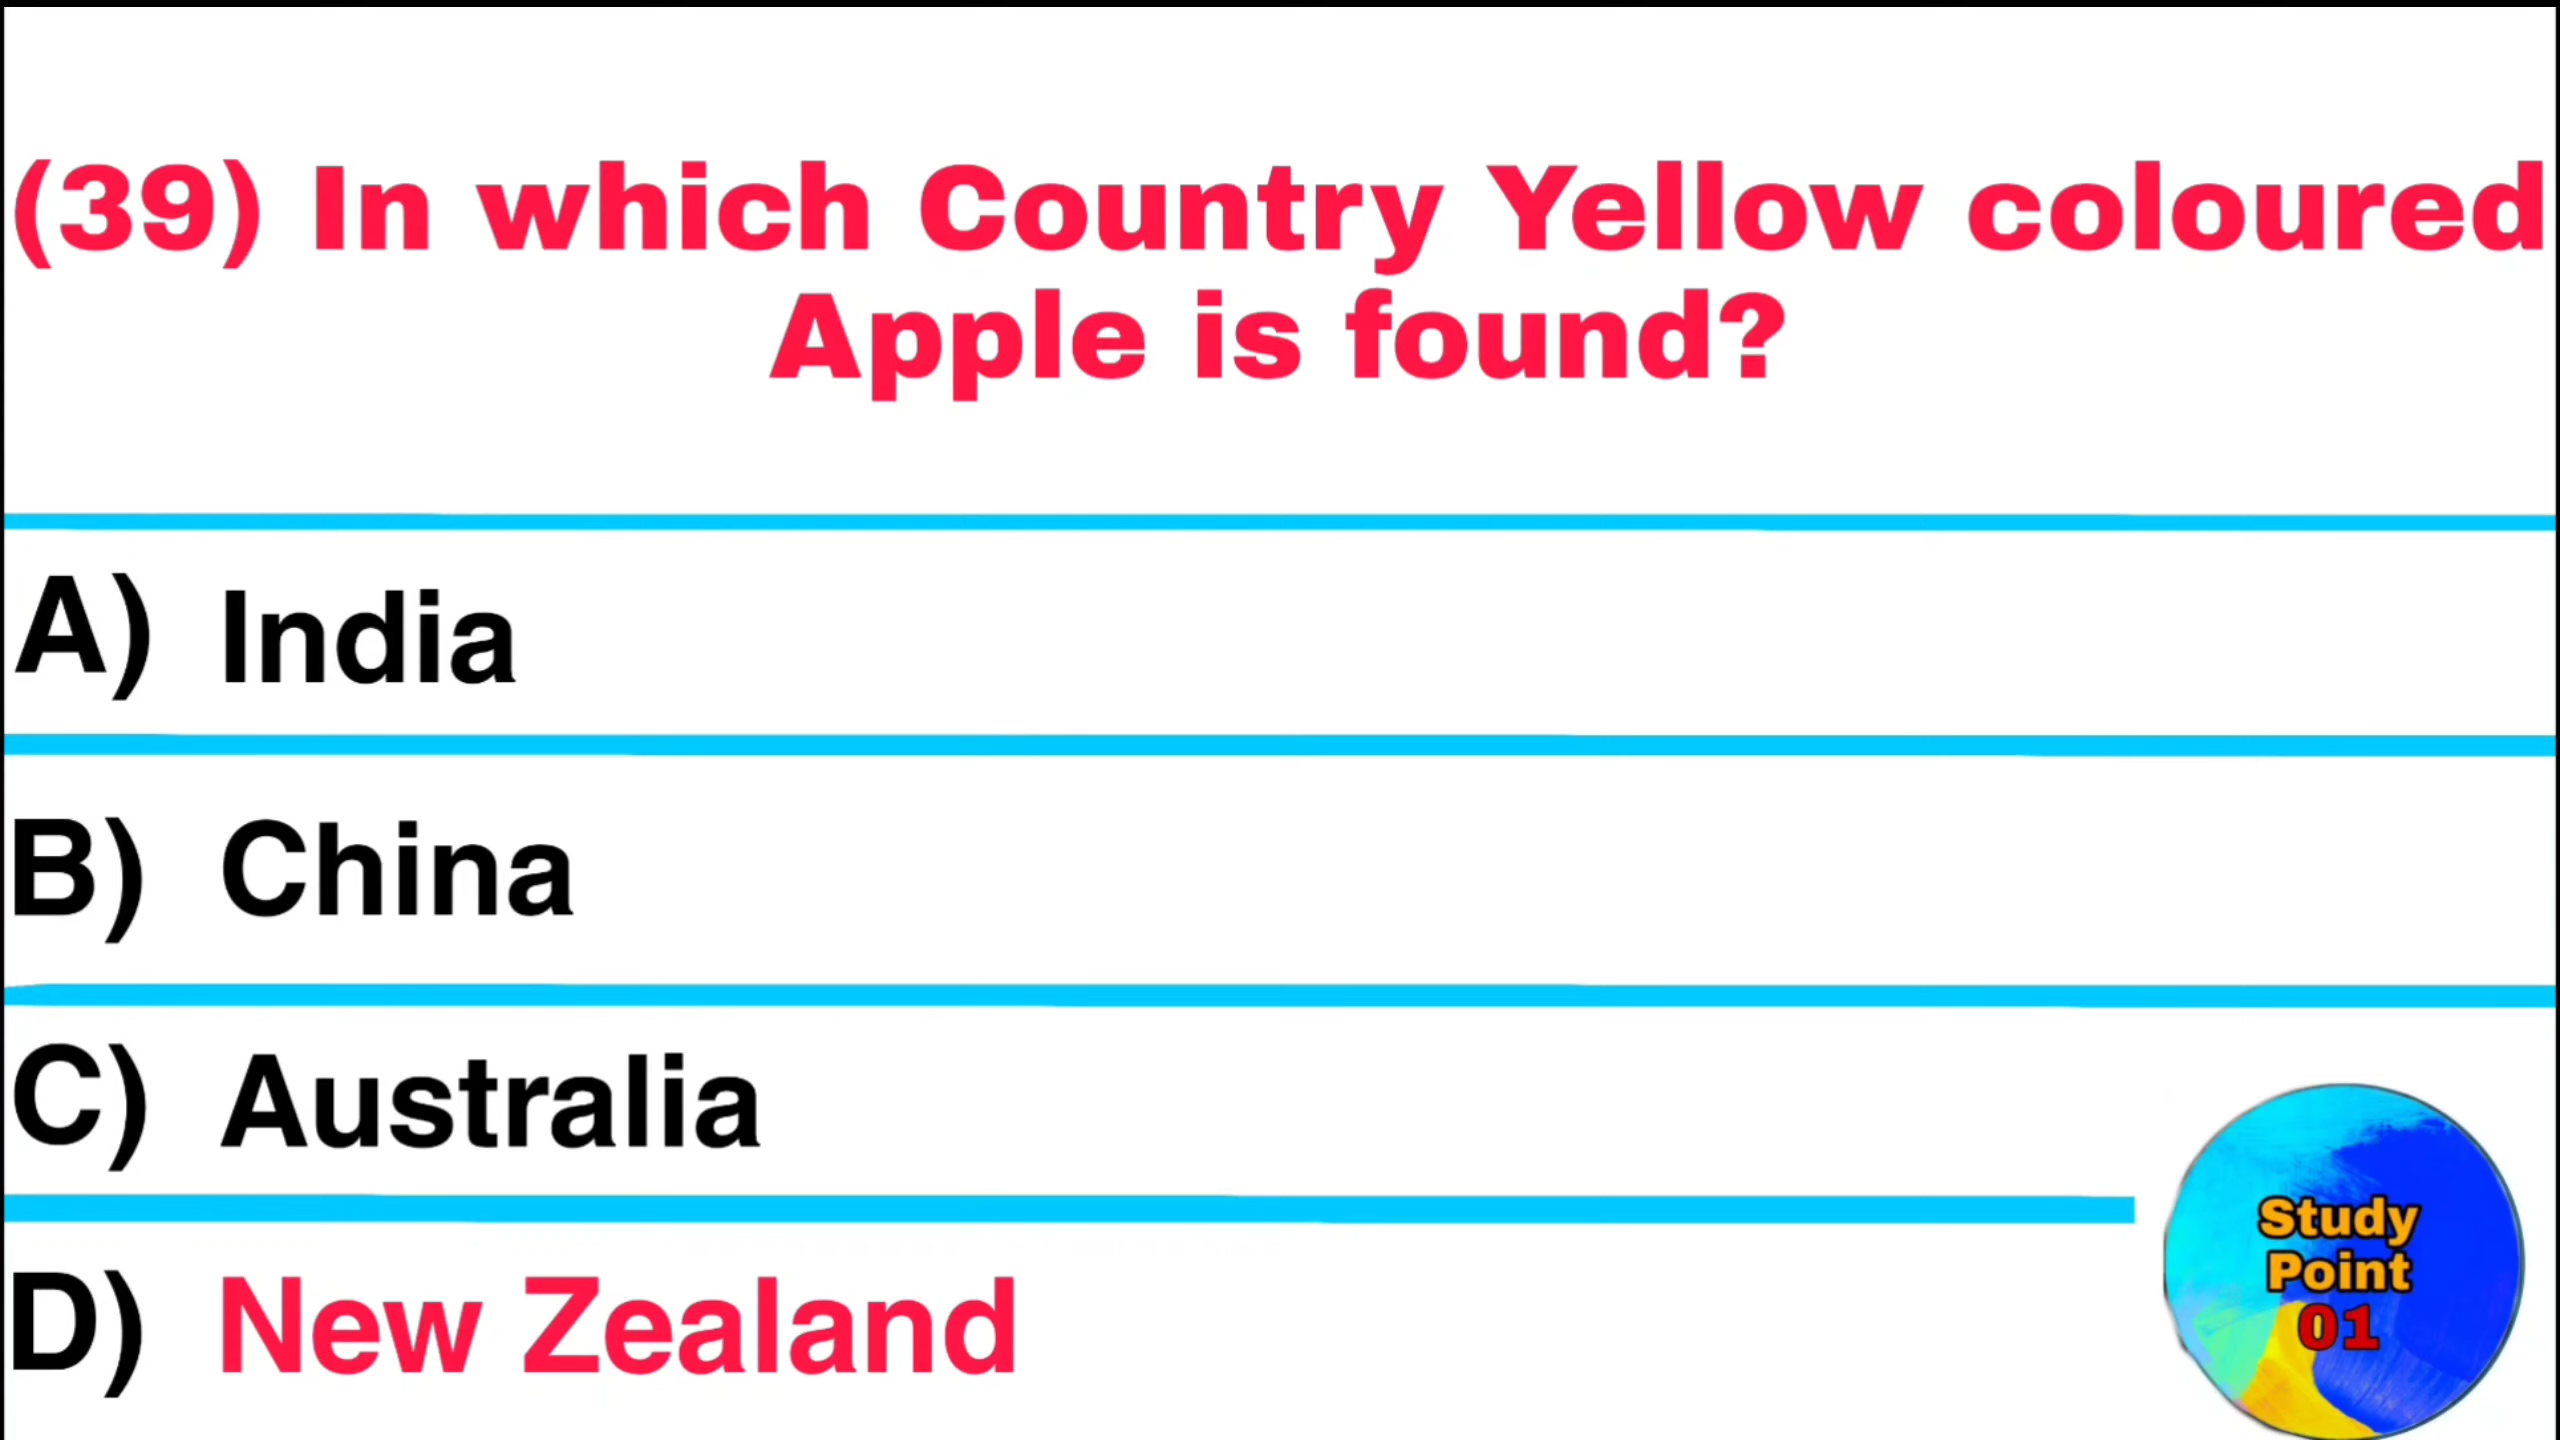 (39) In which Country Yellow coloured
Apple is found?
A) India
B) China
C) Australia
D) New Zealand
Study
Point
01